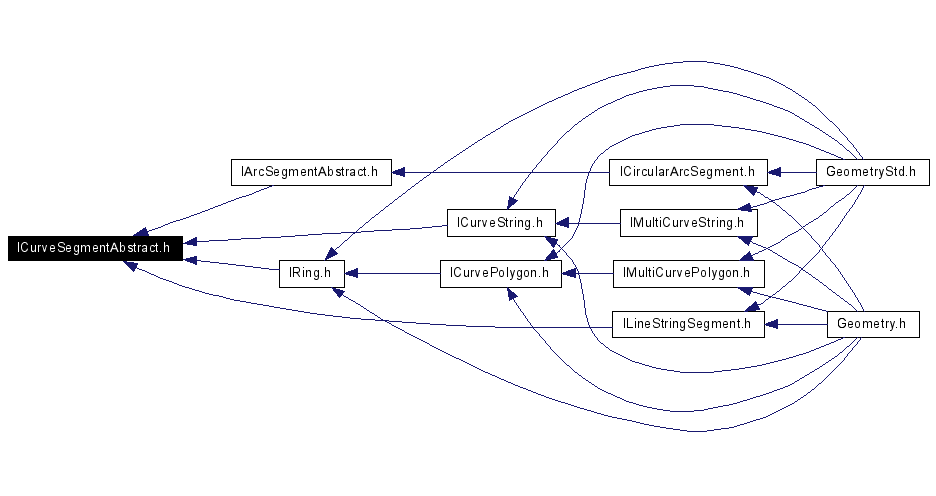 IArcSegmentAbstract.h
ICircularArcSegment.h
GeometryStd.h
ICurveString.h
IMultiCurveString.h
ICurveSegmentAbstract.h
IRing.h
ICurvePolygon.h
IMultiCurvePolygon.h
ILineStringSegment.h
Geometry.h